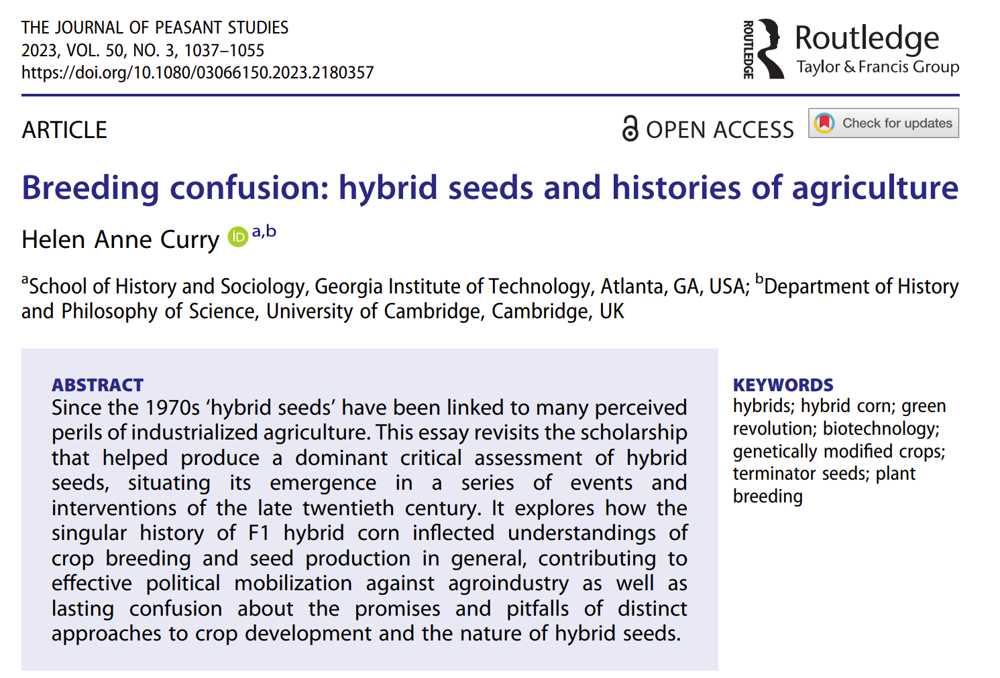 THE JOURNAL OF PEASANT STUDIES
2023, VOL. 50, NO. 3, 1037–1055
https://doi.org/10.1080/03066150.2023.2180357
ROUTLEDGE
Routledge
Taylor & Francis Group
ARTICLE
OPEN ACCESS
Check for updates
Breeding confusion: hybrid seeds and histories of agriculture
Helen Anne Curry iD a,b
aSchool of History and Sociology, Georgia Institute of Technology, Atlanta, GA, USA; bDepartment of History
and Philosophy of Science, University of Cambridge, Cambridge, UK
ABSTRACT
Since the 1970s ‘hybrid seeds’ have been linked to many perceived
perils of industrialized agriculture. This essay revisits the scholarship
that helped produce a dominant critical assessment of hybrid
seeds, situating its emergence in a series of events and
interventions of the late twentieth century. It explores how the
singular history of F1 hybrid corn inflected understandings of
crop breeding and seed production in general, contributing to
effective political mobilization against agroindustry as well as
lasting confusion about the promises and pitfalls of distinct
approaches to crop development and the nature of hybrid seeds.
KEYWORDS
hybrids; hybrid corn; green
revolution; biotechnology;
genetically modified crops;
terminator seeds; plant
breeding